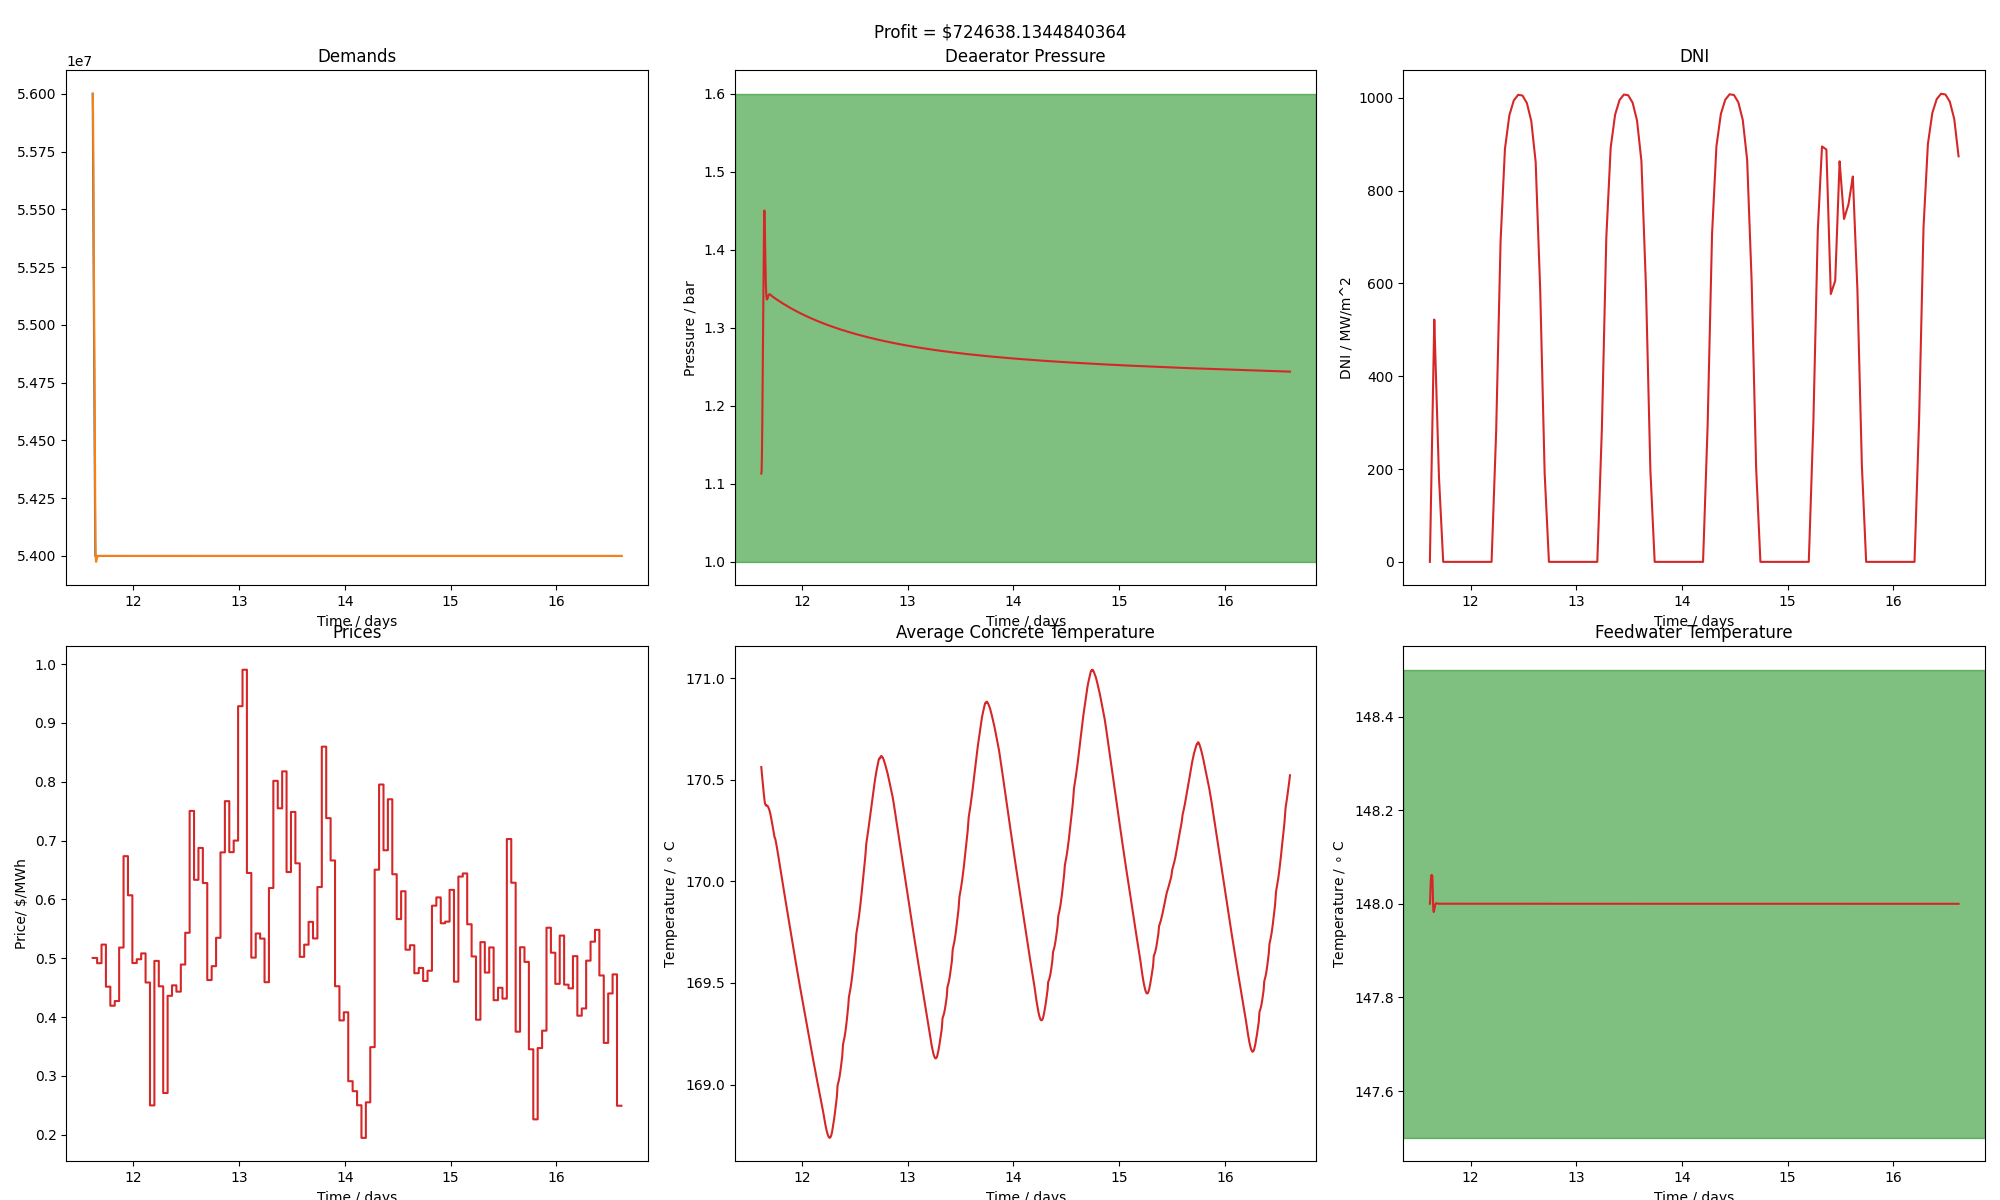 Profit = $724638.1344840364
Demands
1e7
5.600
5.575
5.550
5.525
5.500
5.475
5.450
5.425
5.400
12 13 14 15 16
Time / days
Deaerator Pressure
Pressure / bar
1.6
1.5
1.4
1.3
1.2
1.1
1.0
12 13 14 15 16
Time / days
DNI
DNI / MW/m^2
1000
800
600
400
200
0
12 13 14 15 16
Time / days
Prices
Price/ $/MWh
1.0
0.9
0.8
0.7
0.6
0.5
0.4
0.3
0.2
12 13 14 15 16
Time / days
Average Concrete Temperature
Temperature / ∘ C
171.0
170.5
170.0
169.5
169.0
12 13 14 15 16
Time / days
Feedwater Temperature
Temperature / ∘ C
148.4
148.2
148.0
147.8
147.6
12 13 14 15 16
Time / days